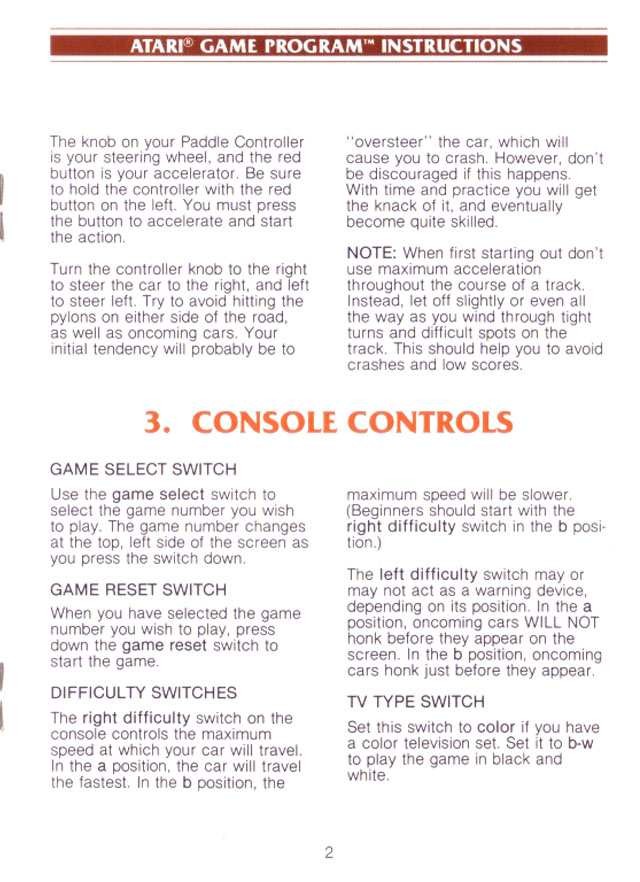 ATARI® GAME PROGRAM™ INSTRUCTIONS
The knob on your Paddle Controller
is your steering wheel, and the red
button is your accelerator. Be sure
to hold the controller with the red
button on the left. You must press
the button to accelerate and start
the action.
Turn the controller knob to the right
to steer the car to the right, and left
to steer left. Try to avoid hitting the
pylons on either side of the road,
as well as oncoming cars. Your
initial tendency will probably be to
"oversteer" the car, which will
cause you to crash. However, don't
be discouraged if this happens.
With time and practice you will get
the knack of it, and eventually
become quite skilled.
NOTE: When first starting out don't
use maximum acceleration
throughout the course of a track.
Instead, let off slightly or even all
the way as you wind through tight
turns and difficult spots on the
track. This should help you to avoid
crashes and low scores.
3. CONSOLE CONTROLS
GAME SELECT SWITCH
Use the game select switch to
select the game number you wish
to play. The game number changes
at the top, left side of the screen as
you press the switch down.
GAME RESET SWITCH
When you have selected the game
number you wish to play, press
down the game reset switch to
start the game.
DIFFICULTY SWITCHES
The right difficulty switch on the
console controls the maximum
speed at which your car will travel.
In the a position, the car will travel
the fastest. In the b position, the
maximum speed will be slower.
(Beginners should start with the
right difficulty switch in the b posi-
tion.)
The left difficulty switch may or
may not act as a warning device,
depending on its position. In the a
position, oncoming cars WILL NOT
honk before they appear on the
screen. In the b position, oncoming
cars honk just before they appear.
TV TYPE SWITCH
Set this switch to color if you have
a color television set. Set it to b-w
to play the game in black and
white.
2